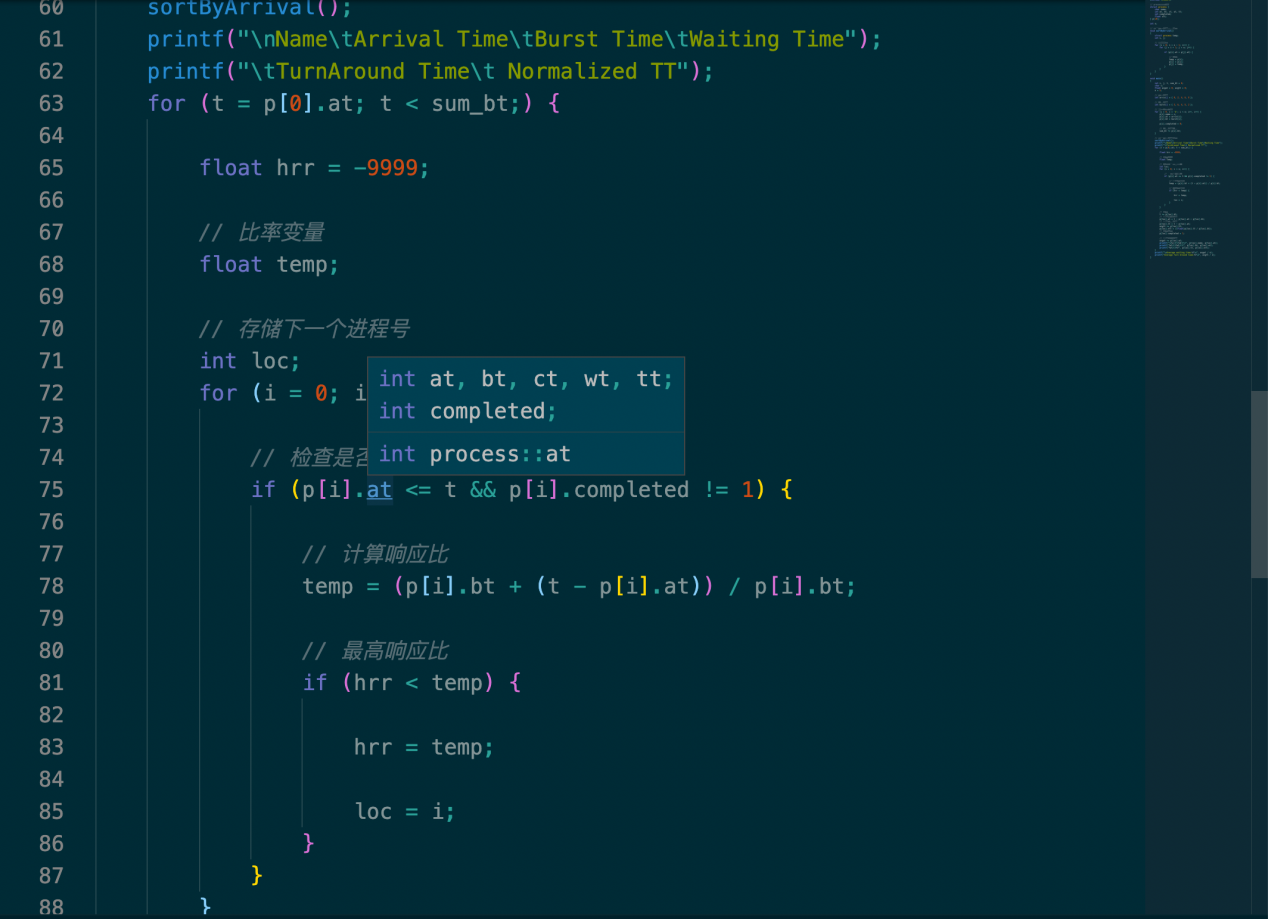 60 sortByArrival();
61 printf("\nName\tArrival Time\tBurst Time\tWaiting Time");
62 printf("\tTurnAround Time\t Normalized TT");
63 for (t = p[0].at; t < sum_bt;) {
64
65 float hrr = -9999;
66
67 // 比率变量
68 float temp;
69
70 // 存储下一个进程号
71 int loc;
72 for (i = 0; i
int at, bt, ct, wt, tt;
int completed;
73
74 // 检查是否
int process::at
75 if (p[i].at <= t && p[i].completed != 1) {
76
77 // 计算响应比
78 temp = (p[i].bt + (t - p[i].at)) / p[i].bt;
79
80 // 最高响应比
81 if (hrr < temp) {
82
83 hrr = temp;
84
85 loc = i;
86 }
87 }
88 }